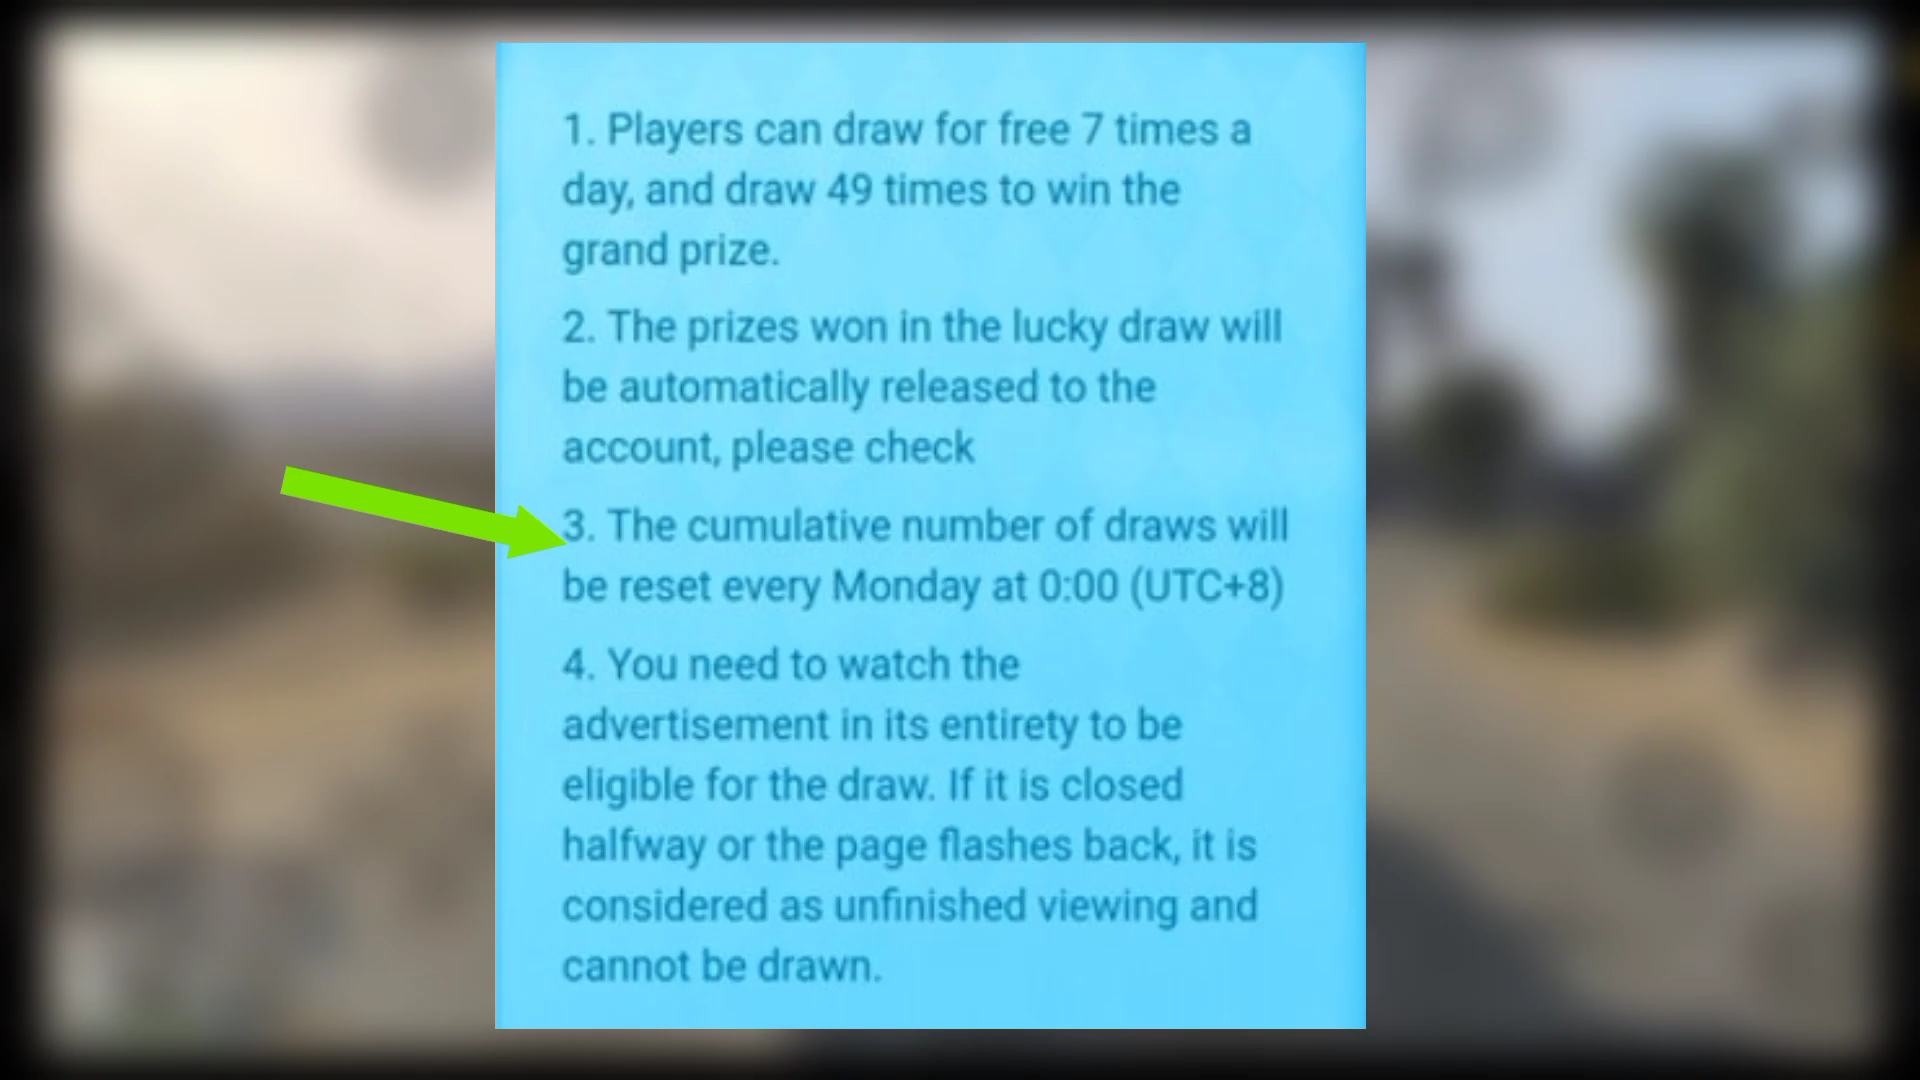 1. Players can draw for free 7 times a
day, and draw 49 times to win the
grand prize.
2. The prizes won in the lucky draw will
be automatically released to the
account, please check
3. The cumulative number of draws will
be reset every Monday at 0:00 (UTC+8)
4. You need to watch the
advertisement in its entirety to be
eligible for the draw. If it is closed
halfway or the page flashes back, it is
considered as unfinished viewing and
cannot be drawn.